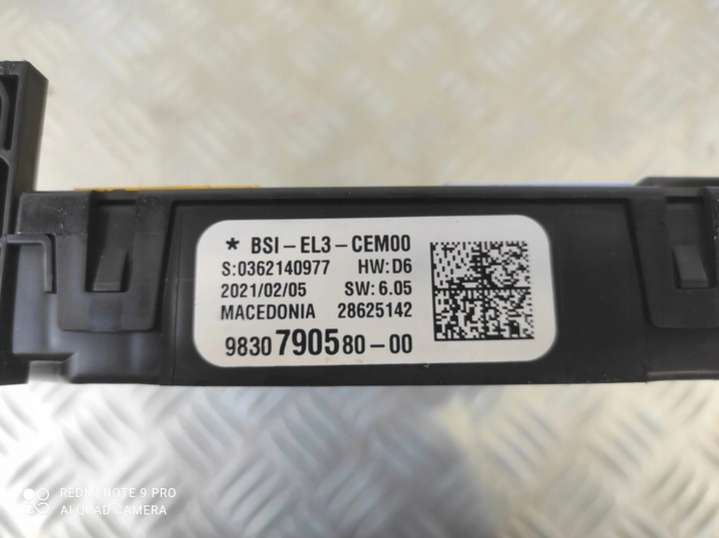 * BSI-EL3-CEM00
S:0362140977 HW:D6
2021/02/05 SW:6.05
MACEDONIA 28625142
9830790580-00
REDMI NOTE 9 PRO
AI QUAD CAMERA